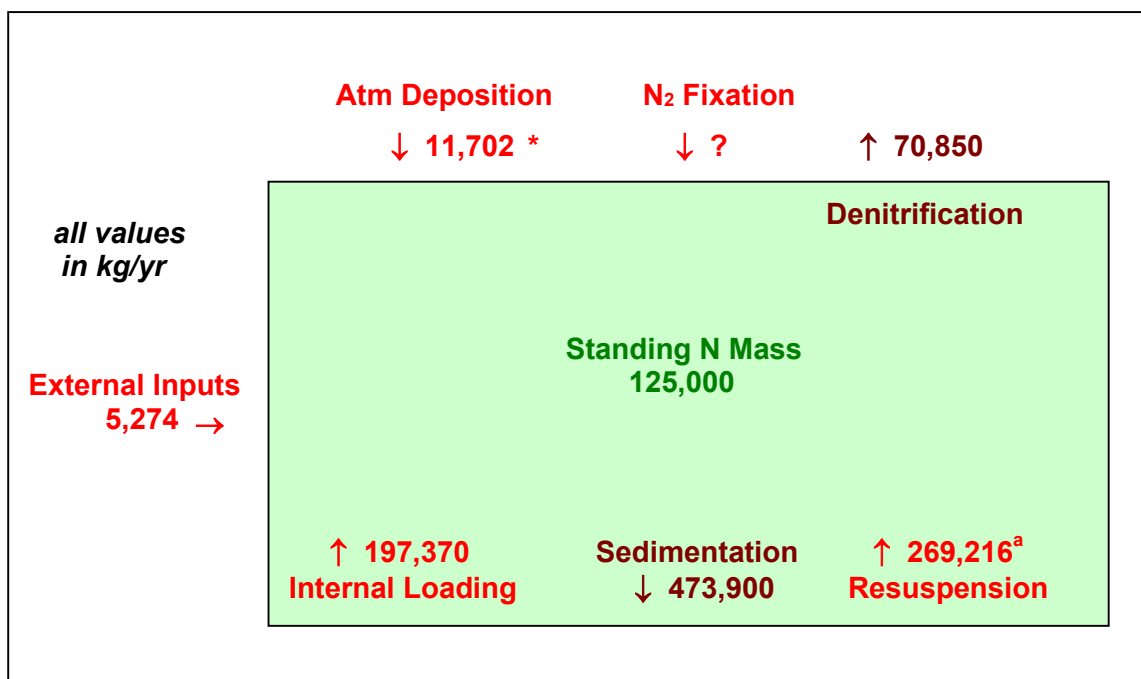 Atm Deposition N₂ Fixation
↓ 11,702 * ↓ ? ↑ 70,850
Denitrification
all values
in kg/yr
Standing N Mass
125,000
External Inputs
5,274 →
↑ 197,370 Sedimentation ↑ 269,216ᵃ
Internal Loading ↓ 473,900 Resuspension